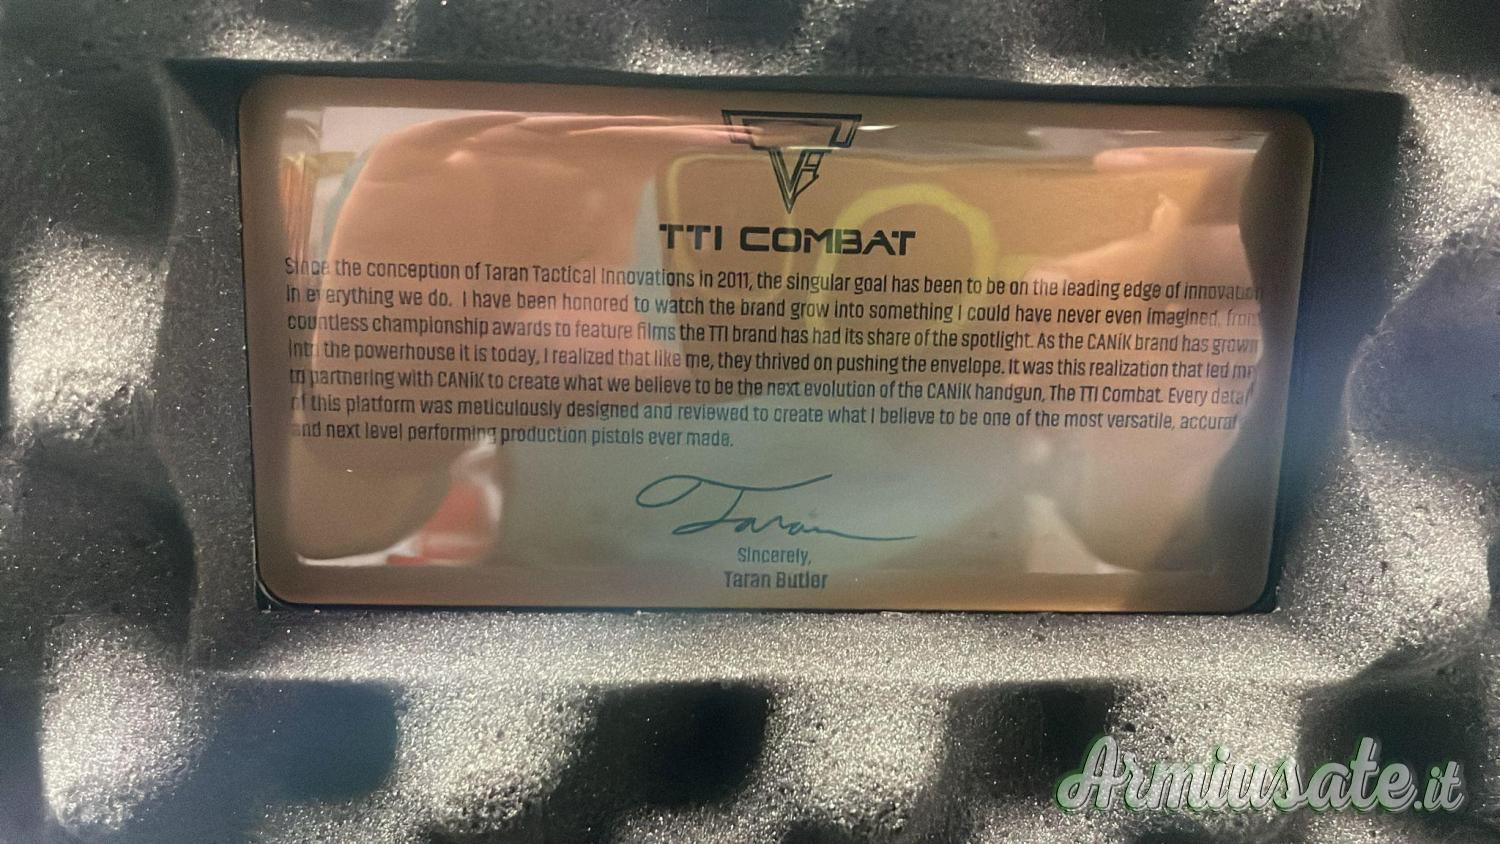 TTI COMBAT
Since the conception of Taran Tactical Innovations in 2011, the singular goal has been to be on the leading edge of innovation
in everything we do. I have been honored to watch the brand grow into something I could have never even imagined, from
countless championship awards to feature films the TTI brand has had its share of the spotlight. As the CANiK brand has grown
into the powerhouse it is today, I realized that like me, they thrived on pushing the envelope. It was this realization that led me
to partnering with CANiK to create what we believe to be the next evolution of the CANiK handgun, The TTI Combat. Every detail
of this platform was meticulously designed and reviewed to create what I believe to be one of the most versatile, accurate
and next level performing production pistols ever made.
Taran
Sincerely,
Taran Butler
Armiusate.it